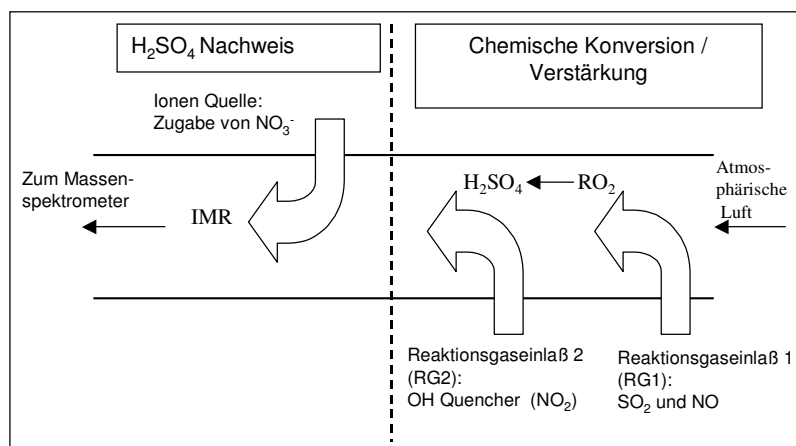 H₂SO₄ Nachweis
Chemische Konversion /
Verstärkung
Ionen Quelle:
Zugabe von NO₃⁻
Zum Massen-
spektrometer
IMR
H₂SO₄
RO₂
Atmos-
phärische
Luft
Reaktionsgaseinlaß 2
(RG2):
OH Quencher (NO₂)
Reaktionsgaseinlaß 1
(RG1):
SO₂ und NO